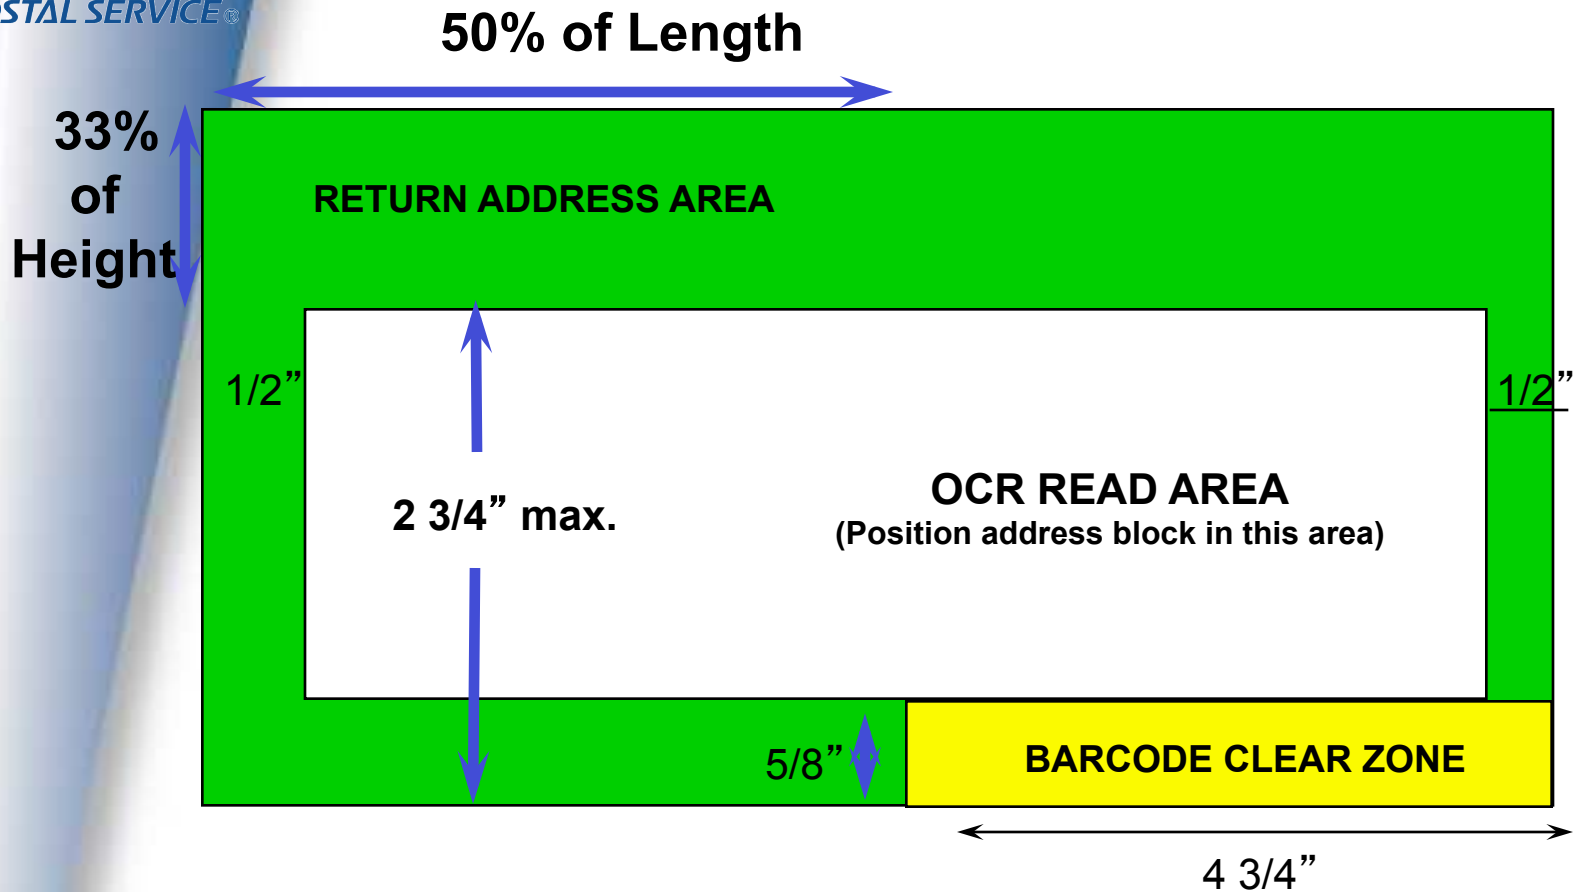 STAL SERVICE®
50% of Length
33%
of
Height
RETURN ADDRESS AREA
1/2”
1/2”
OCR READ AREA
(Position address block in this area)
2 3/4” max.
5/8”
BARCODE CLEAR ZONE
4 3/4”